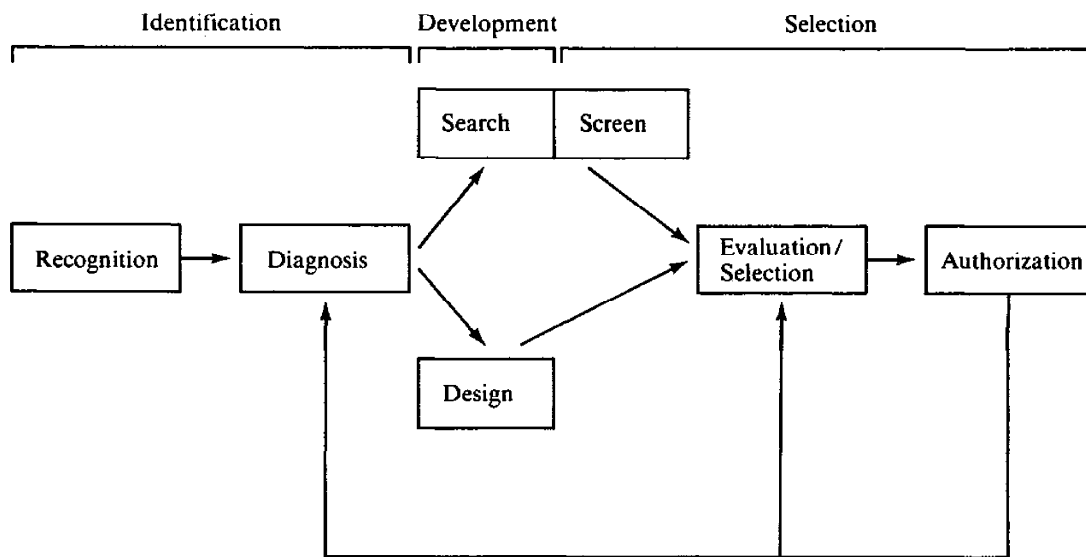 Identification
Development
Selection
Search
Screen
Recognition
Diagnosis
Evaluation/
Selection
Authorization
Design